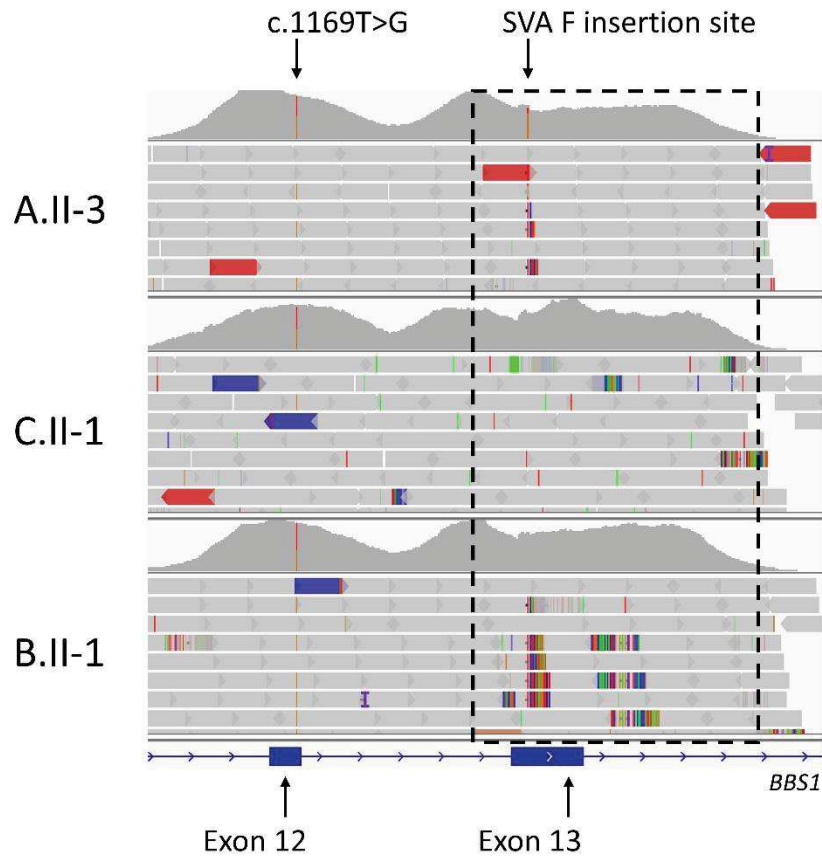 c.1169T>G
SVA F insertion site
A.II-3
C.II-1
B.II-1
BBS1
Exon 12
Exon 13